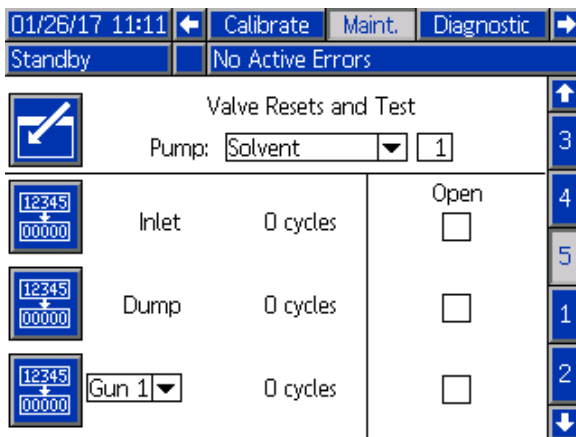 01/26/17 11:11 Calibrate Maint. Diagnostic
Standby No Active Errors
Valve Resets and Test
Pump: Solvent 1
3
Open
4
12345
00000
Inlet 0 cycles
5
12345
00000
Dump 0 cycles
1
12345
00000
Gun 1 0 cycles
2